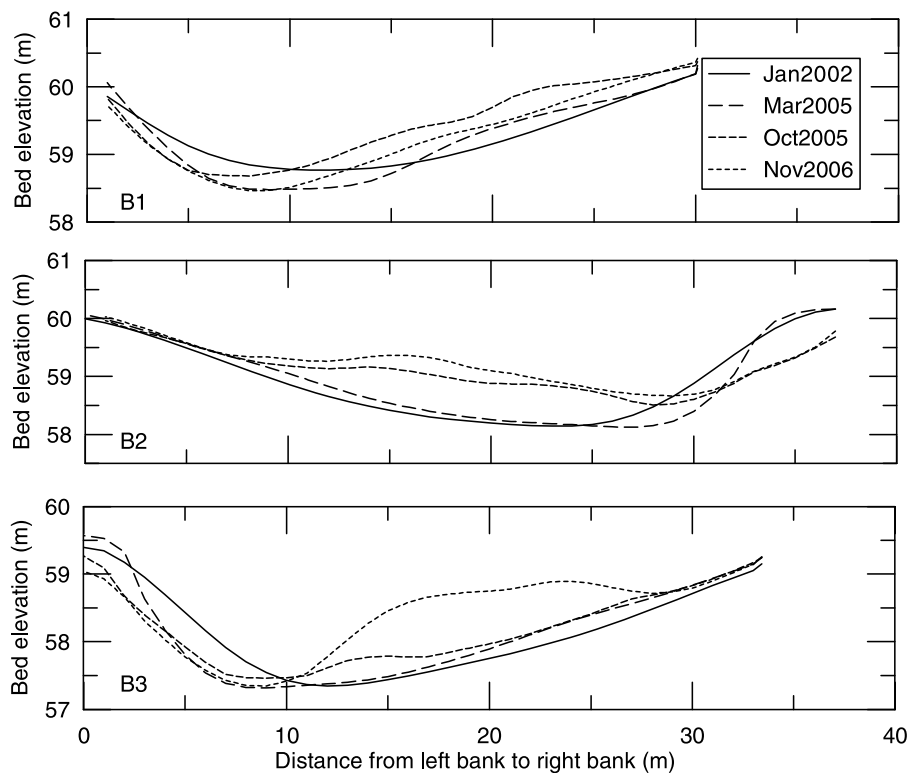 61
60
59
58
Bed elevation (m)
B1
Jan2002
Mar2005
Oct2005
Nov2006
61
60
59
58
Bed elevation (m)
B2
60
59
58
57
Bed elevation (m)
B3
0 10 20 30 40
Distance from left bank to right bank (m)